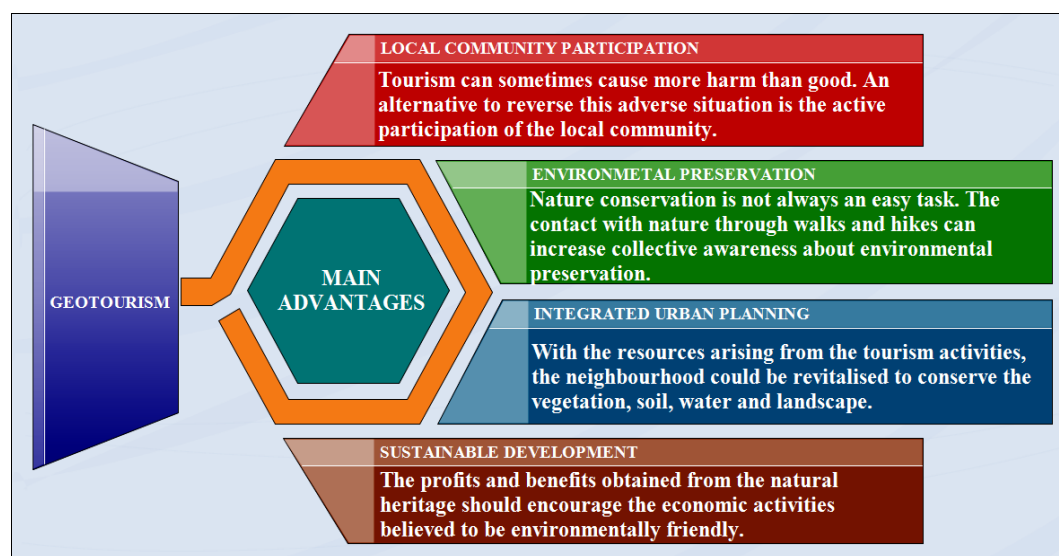 LOCAL COMMUNITY PARTICIPATION
Tourism can sometimes cause more harm than good. An
alternative to reverse this adverse situation is the active
participation of the local community.
ENVIRONMETAL PRESERVATION
Nature conservation is not always an easy task. The
contact with nature through walks and hikes can
increase collective awareness about environmental
preservation.
GEOTOURISM
MAIN
ADVANTAGES
INTEGRATED URBAN PLANNING
With the resources arising from the tourism activities,
the neighbourhood could be revitalised to conserve the
vegetation, soil, water and landscape.
SUSTAINABLE DEVELOPMENT
The profits and benefits obtained from the natural
heritage should encourage the economic activities
believed to be environmentally friendly.